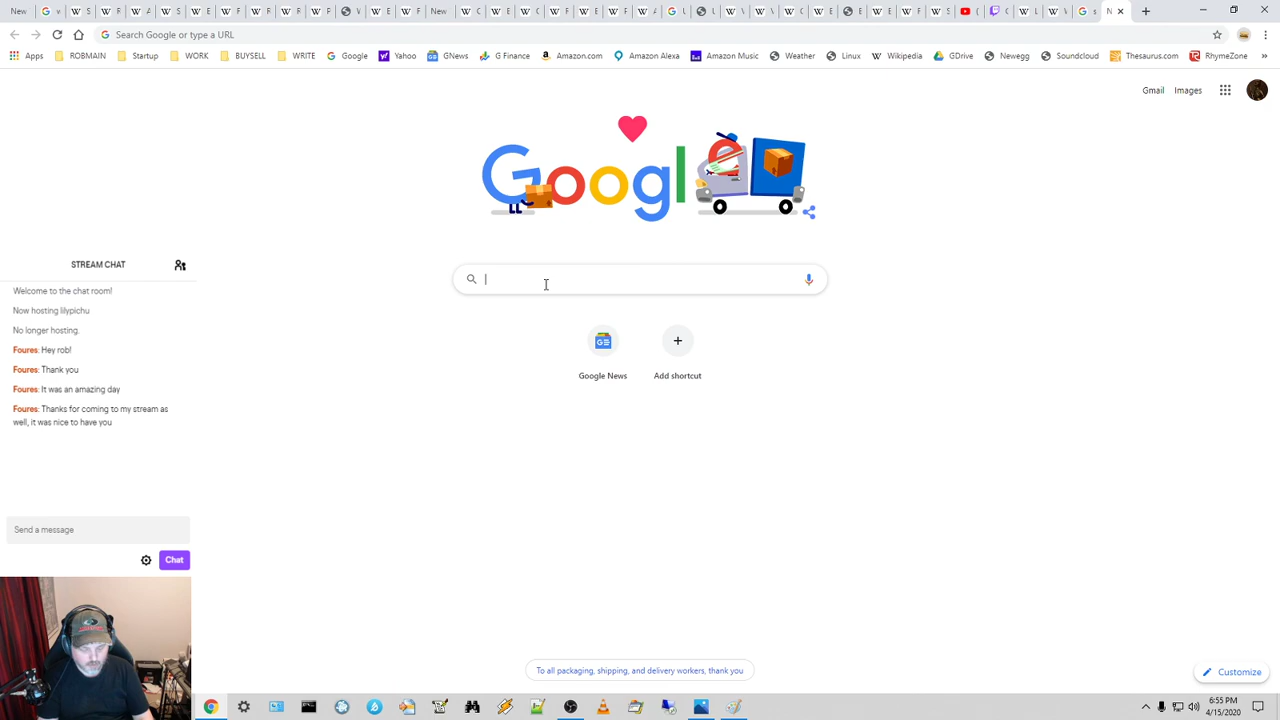 New
New
New
Search Google or type a URL
Apps ROBMAIN Startup WORK BUYSELL WRITE Google Yahoo GNews G Finance Amazon.com Amazon Alexa Amazon Music Weather Linux Wikipedia GDrive Newegg Soundcloud Thesaurus.com RhymeZone »
Gmail Images
Googl
STREAM CHAT
Welcome to the chat room!
Now hosting lilypichu
No longer hosting.
Foures: Hey rob!
Foures: Thank you
Foures: It was an amazing day
Foures: Thanks for coming to my stream as
well, it was nice to have you
GE
Google News Add shortcut
Send a message
Chat
To all packaging, shipping, and delivery workers, thank you
Customize
6:55 PM
4/15/2020